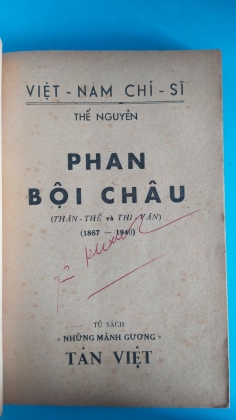 VIỆT - NAM CHÍ - SĨ
THẾ NGUYÊN
PHAN
BỘI CHÂU
(THÂN - THẾ và THI VĂN)
(1867 — 1940)
TỦ SÁCH
« NHỮNG MẢNH GƯƠNG »
TÂN VIỆT